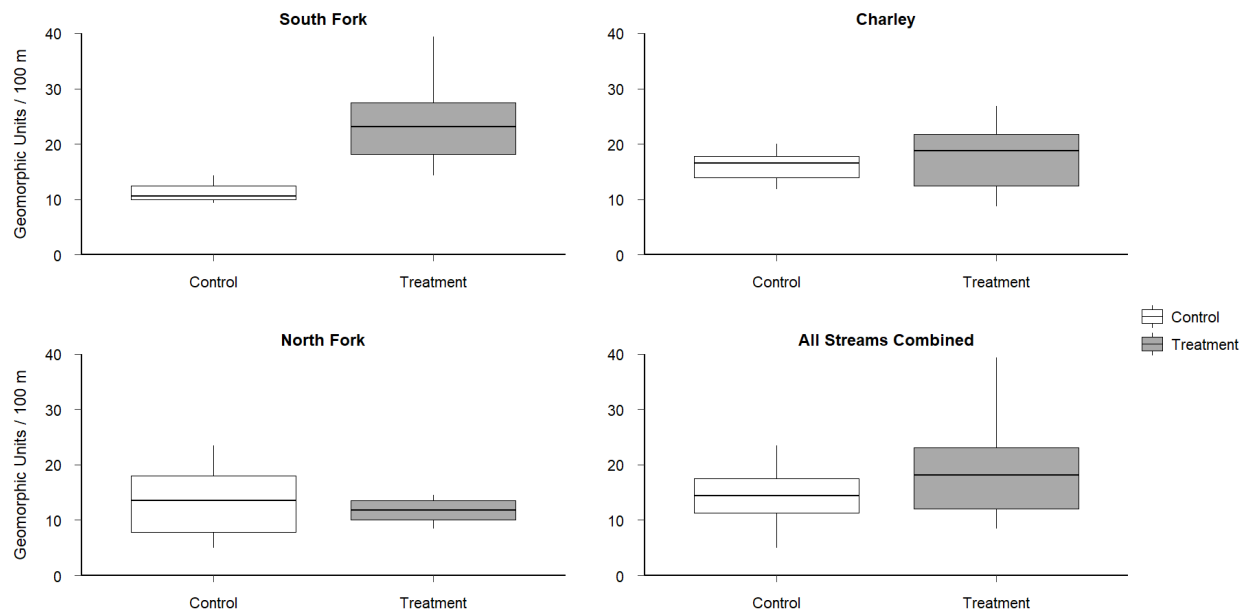 South Fork
Geomorphic Units / 100 m
40
30
20
10
0
Control
Treatment
Charley
40
30
20
10
0
Control
Treatment
North Fork
Geomorphic Units / 100 m
40
30
20
10
0
Control
Treatment
All Streams Combined
40
30
20
10
0
Control
Treatment
Control
Treatment